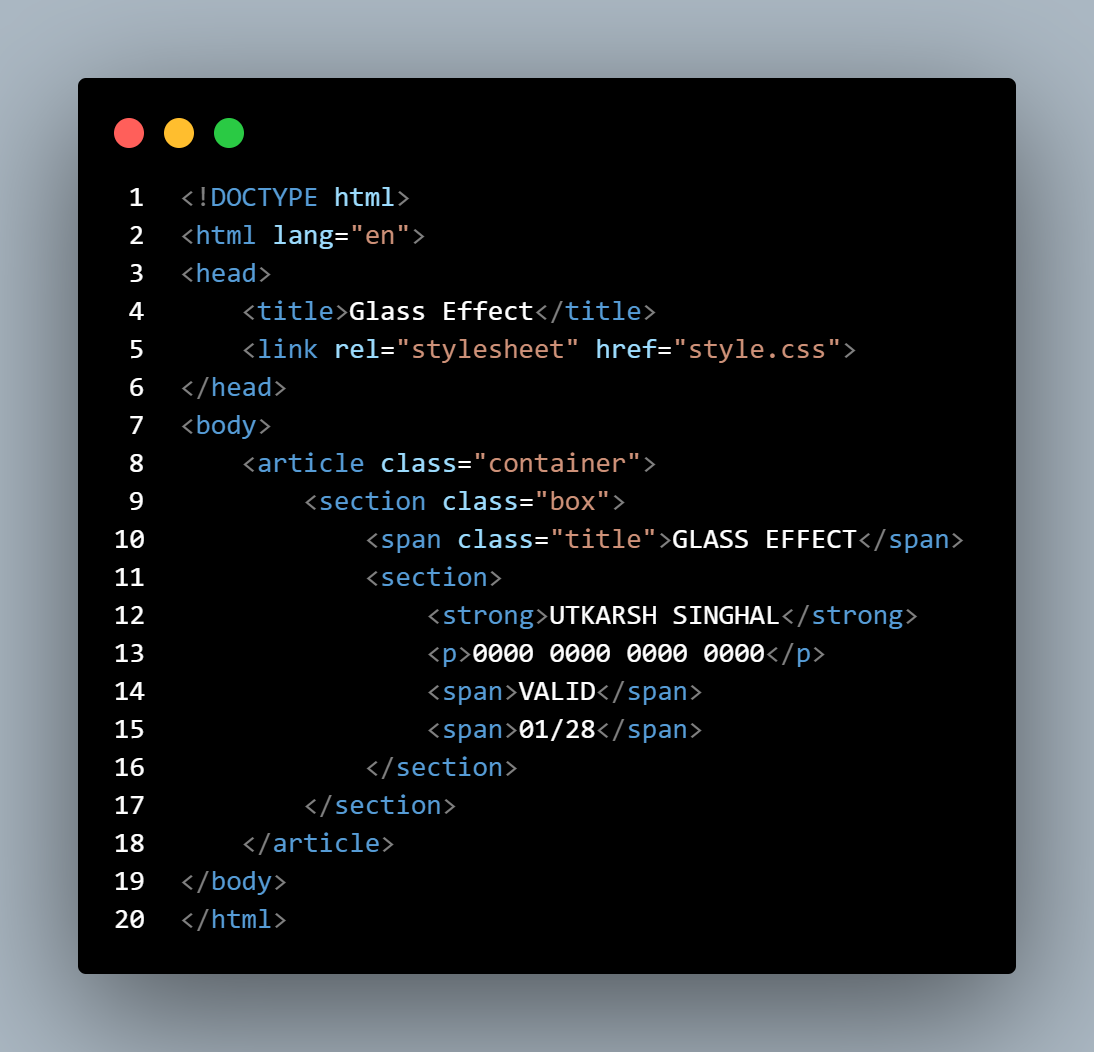 1 <!DOCTYPE html>
2 <html lang="en">
3 <head>
4     <title>Glass Effect</title>
5     <link rel="stylesheet" href="style.css">
6 </head>
7 <body>
8     <article class="container">
9         <section class="box">
10             <span class="title">GLASS EFFECT</span>
11             <section>
12                 <strong>UTKARSH SINGHAL</strong>
13                 <p>0000 0000 0000 0000</p>
14                 <span>VALID</span>
15                 <span>01/28</span>
16             </section>
17         </section>
18     </article>
19 </body>
20 </html>